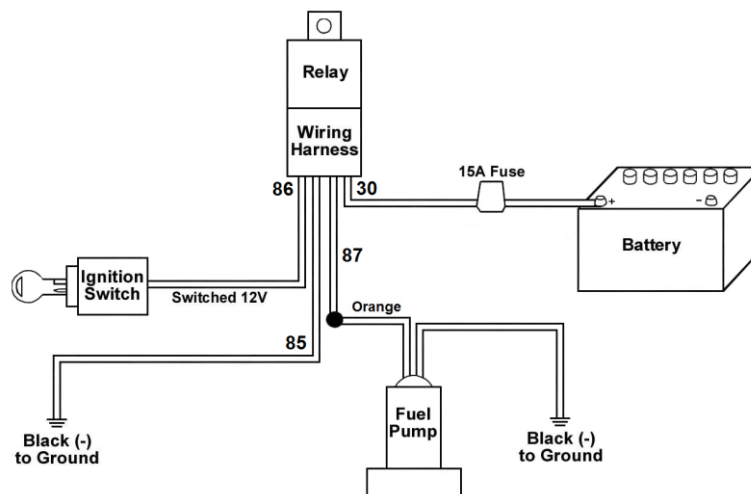 Relay
Wiring
Harness
86
30
15A Fuse
+
-
Battery
87
Ignition
Switch
Switched 12V
Orange
85
Fuel
Pump
Black (-)
to Ground
Black (-)
to Ground